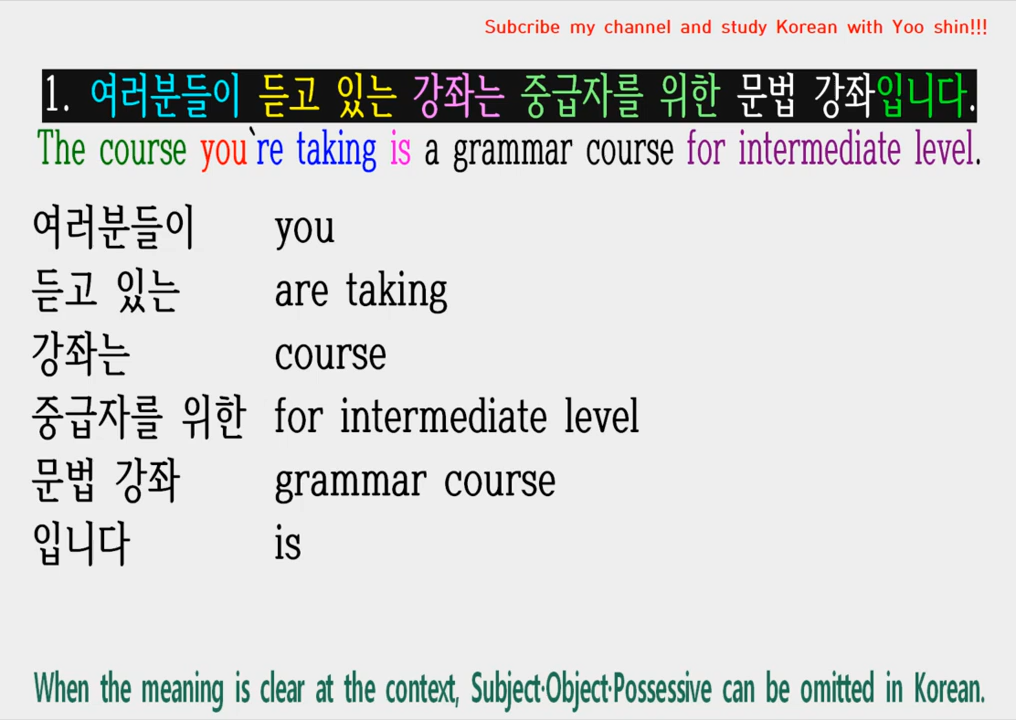 Subcribe my channel and study Korean with Yoo shin!!!
1. 여러분들이 듣고 있는 강좌는 중급자를 위한 문법 강좌입니다.
The course you`re taking is a grammar course for intermediate level.
여러분들이 you
듣고 있는 are taking
강좌는 course
중급자를 위한 for intermediate level
문법 강좌 grammar course
입니다 is
When the meaning is clear at the context, Subject·Object·Possessive can be omitted in Korean.